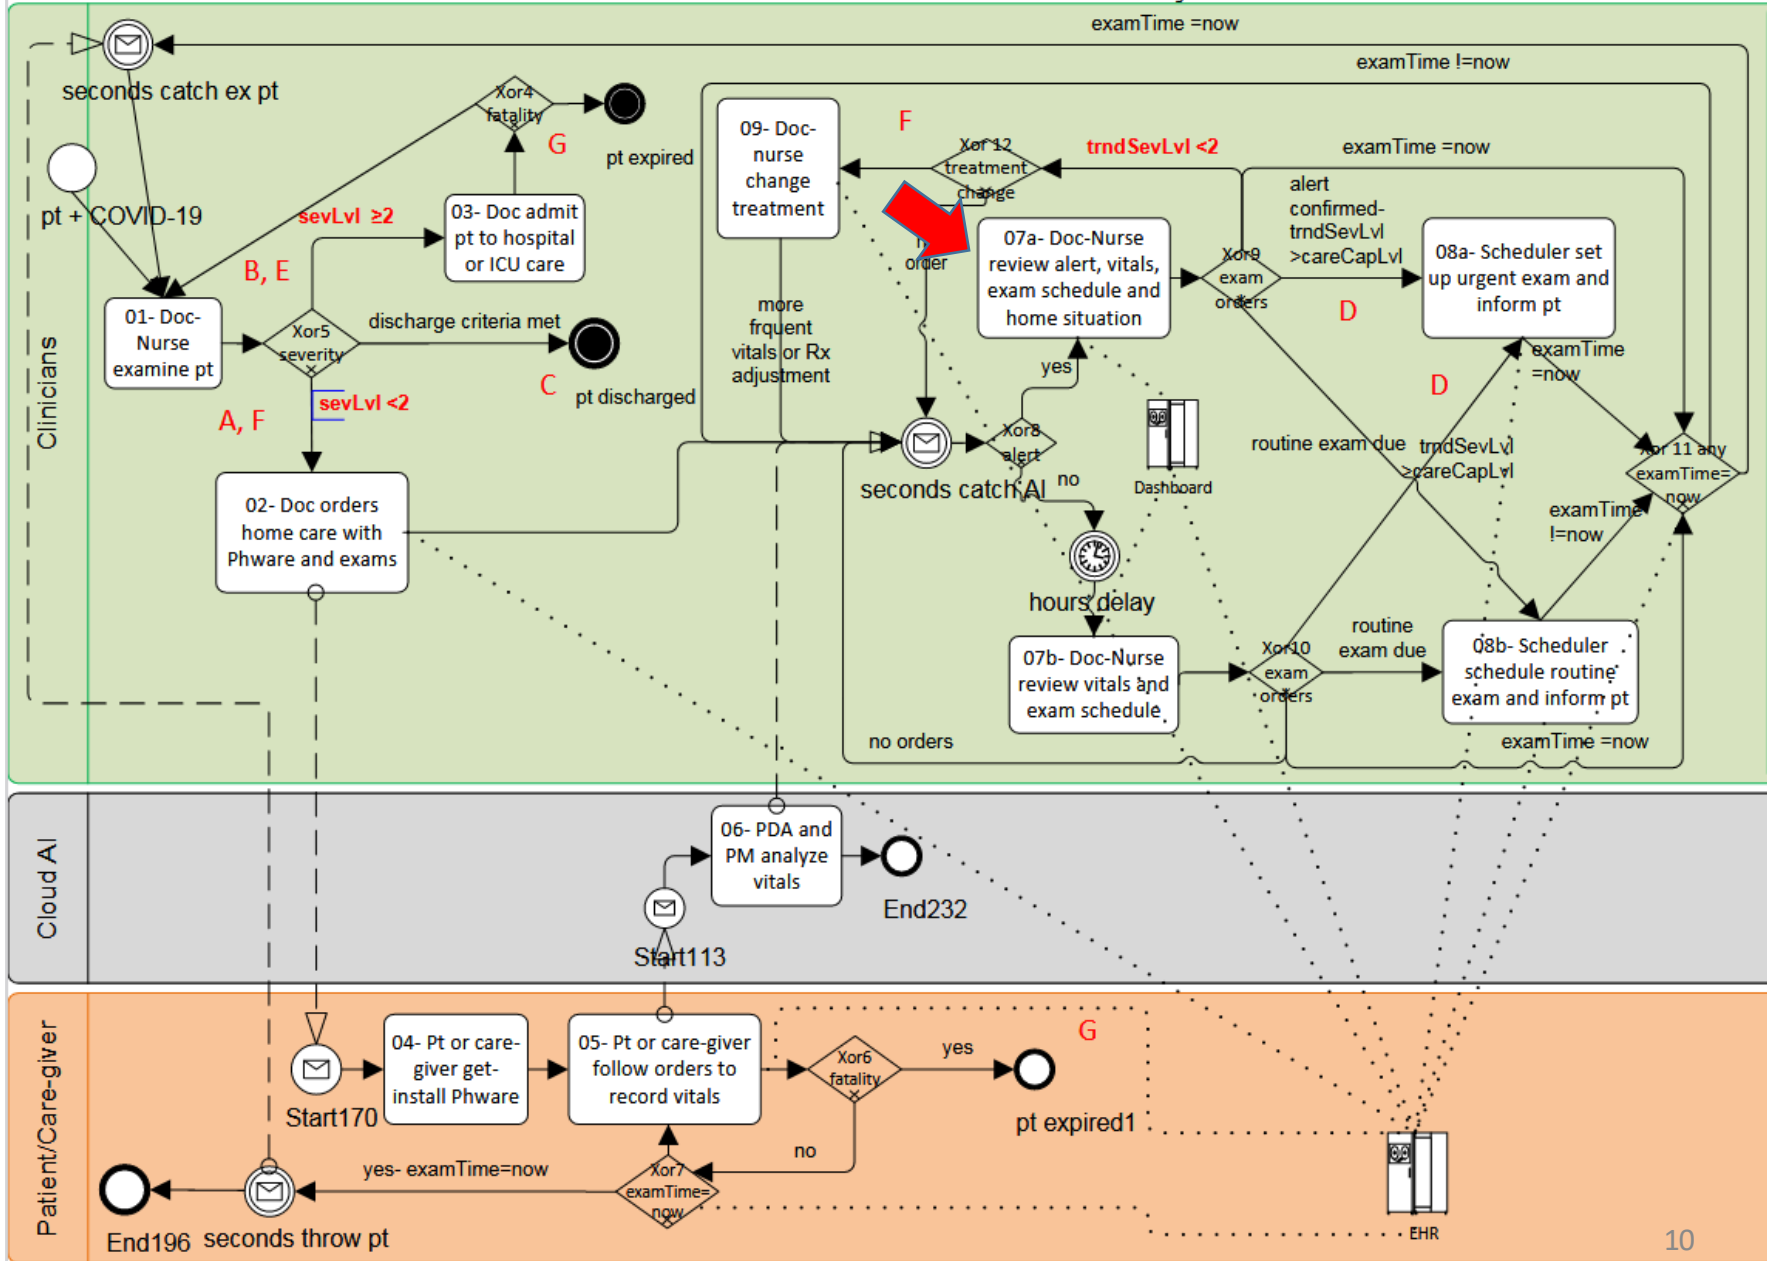 examTime =now
examTime !=now
seconds catch ex pt
Xor4
fatality
pt expired
G
pt + COVID-19
sevLvl ≥2
03- Doc admit
pt to hospital
or ICU care
B, E
01- Doc-
Nurse
examine pt
Xor5
severity
discharge criteria met
C
pt discharged
A, F
sevLvl <2
02- Doc orders
home care with
Phware and exams
Clinicians
09- Doc-
nurse
change
treatment
F
Xor 12
treatment
change
trndSevLvl <2
examTime =now
order
more
frquent
vitals or Rx
adjustment
07a- Doc-Nurse
review alert, vitals,
exam schedule and
home situation
Xor9
exam
orders
alert
confirmed-
trndSevLvl
>careCapLvl
D
08a- Scheduler set
up urgent exam and
inform pt
examTime
=now
D
yes
Xor8
alert
seconds catch AI
no
Dashboard
routine exam due
trndSevLvl
>careCapLvl
Xor 11 any
examTime=
now
examTime
!=now
hours delay
07b- Doc-Nurse
review vitals and
exam schedule
Xor10
exam
orders
routine
exam due
08b- Scheduler
schedule routine
exam and inform pt
no orders
examTime =now
Cloud AI
06- PDA and
PM analyze
vitals
End232
Start113
Patient/Care-giver
Start170
04- Pt or care-
giver get-
install Phware
05- Pt or care-giver
follow orders to
record vitals
Xor6
fatality
yes
G
pt expired1
no
Xor7
examTime=
now
yes- examTime=now
seconds throw pt
End196
EHR
10